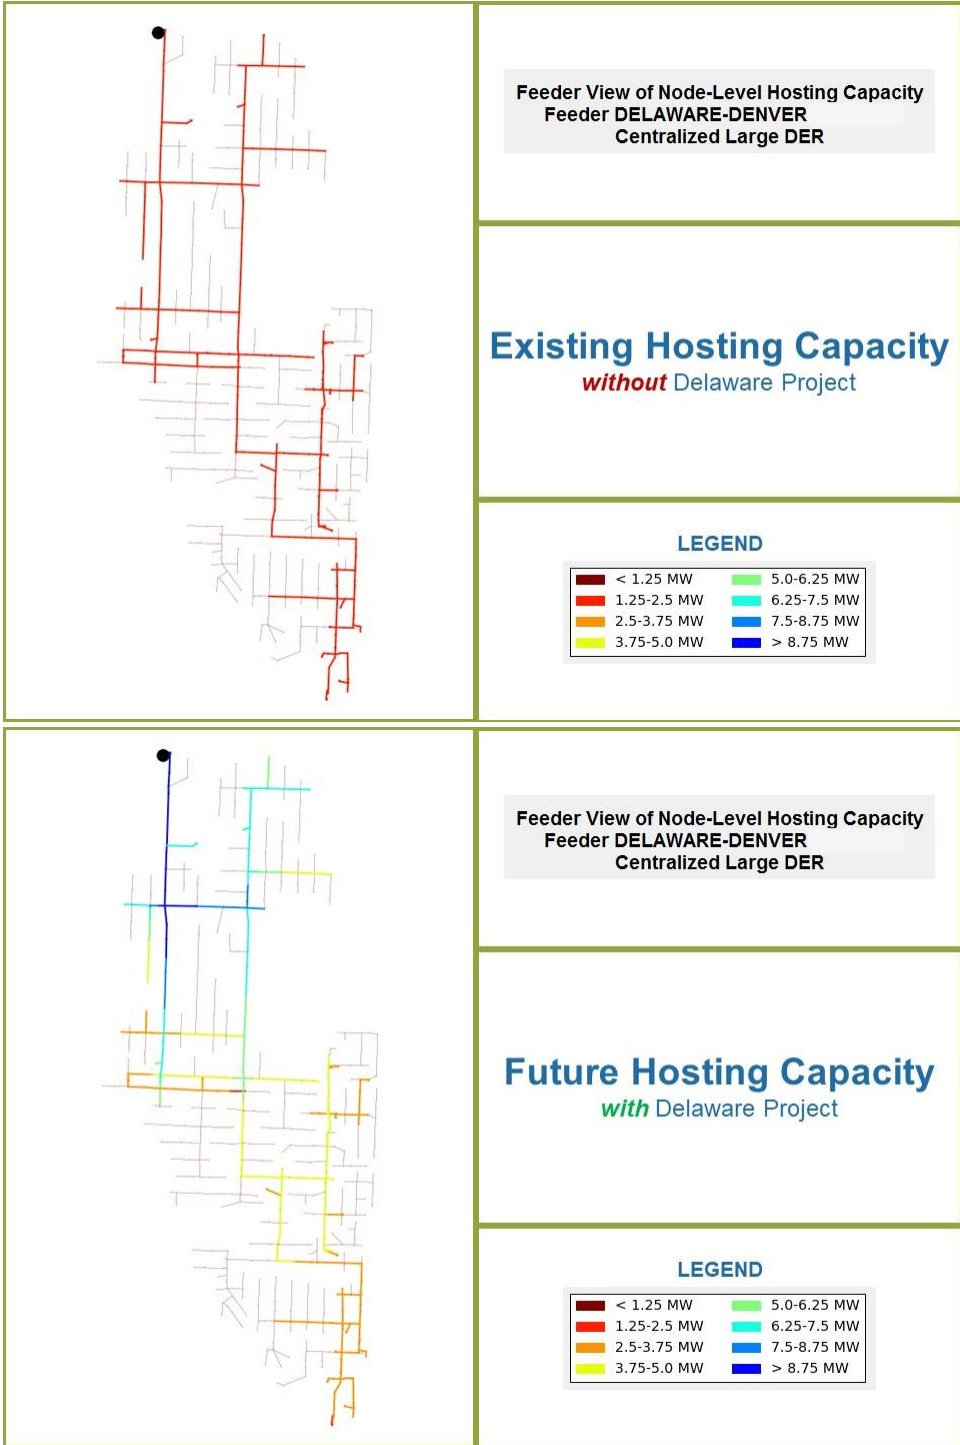 Feeder View of Node-Level Hosting Capacity
Feeder DELAWARE-DENVER
Centralized Large DER
Existing Hosting Capacity
without Delaware Project
LEGEND
< 1.25 MW
1.25-2.5 MW
2.5-3.75 MW
3.75-5.0 MW
5.0-6.25 MW
6.25-7.5 MW
7.5-8.75 MW
> 8.75 MW
Feeder View of Node-Level Hosting Capacity
Feeder DELAWARE-DENVER
Centralized Large DER
Future Hosting Capacity
with Delaware Project
LEGEND
< 1.25 MW
1.25-2.5 MW
2.5-3.75 MW
3.75-5.0 MW
5.0-6.25 MW
6.25-7.5 MW
7.5-8.75 MW
> 8.75 MW